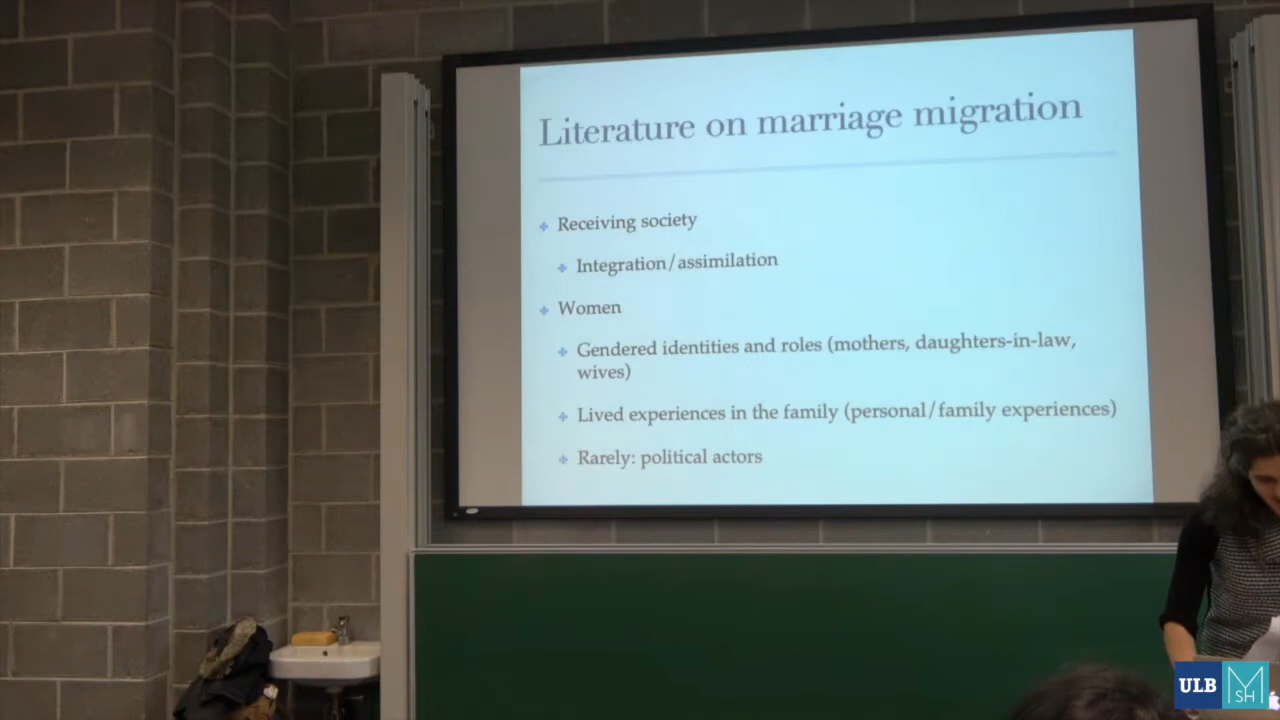 Literature on marriage migration
Receiving society
Integration/assimilation
Women
Gendered identities and roles (mothers, daughters-in-law,
wives)
Lived experiences in the family (personal/family experiences)
Rarely: political actors
ULB
MSH